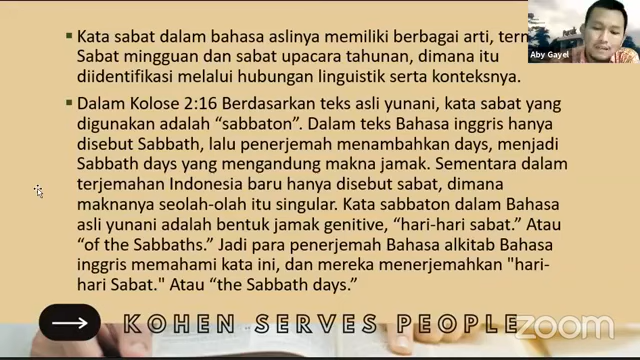 Kata sabat dalam bahasa aslinya memiliki berbagai arti,
Sabat mingguan dan sabat upacara tahunan, dimana itu
diidentifikasi melalui hubungan linguistik serta konteksnya.
Dalam Kolose 2:16 Berdasarkan teks asli yunani, kata sabat yang
digunakan adalah “sabbaton”. Dalam teks Bahasa inggris hanya
disebut Sabbath, lalu penerjemah menambahkan days, menjadi
Sabbath days yang mengandung makna jamak. Sementara dalam
terjemahan Indonesia baru hanya disebut sabat, dimana
maknanya seolah-olah itu singular. Kata sabbaton dalam Bahasa
asli yunani adalah bentuk jamak genitive, “hari-hari sabat.” Atau
“of the Sabbaths.” Jadi para penerjemah Bahasa alkitab Bahasa
inggris memahami kata ini, dan mereka menerjemahkan "hari-
hari Sabat." Atau “the Sabbath days.”
KOHEN SERVES PEOPLE
zoom
Aby Gayel